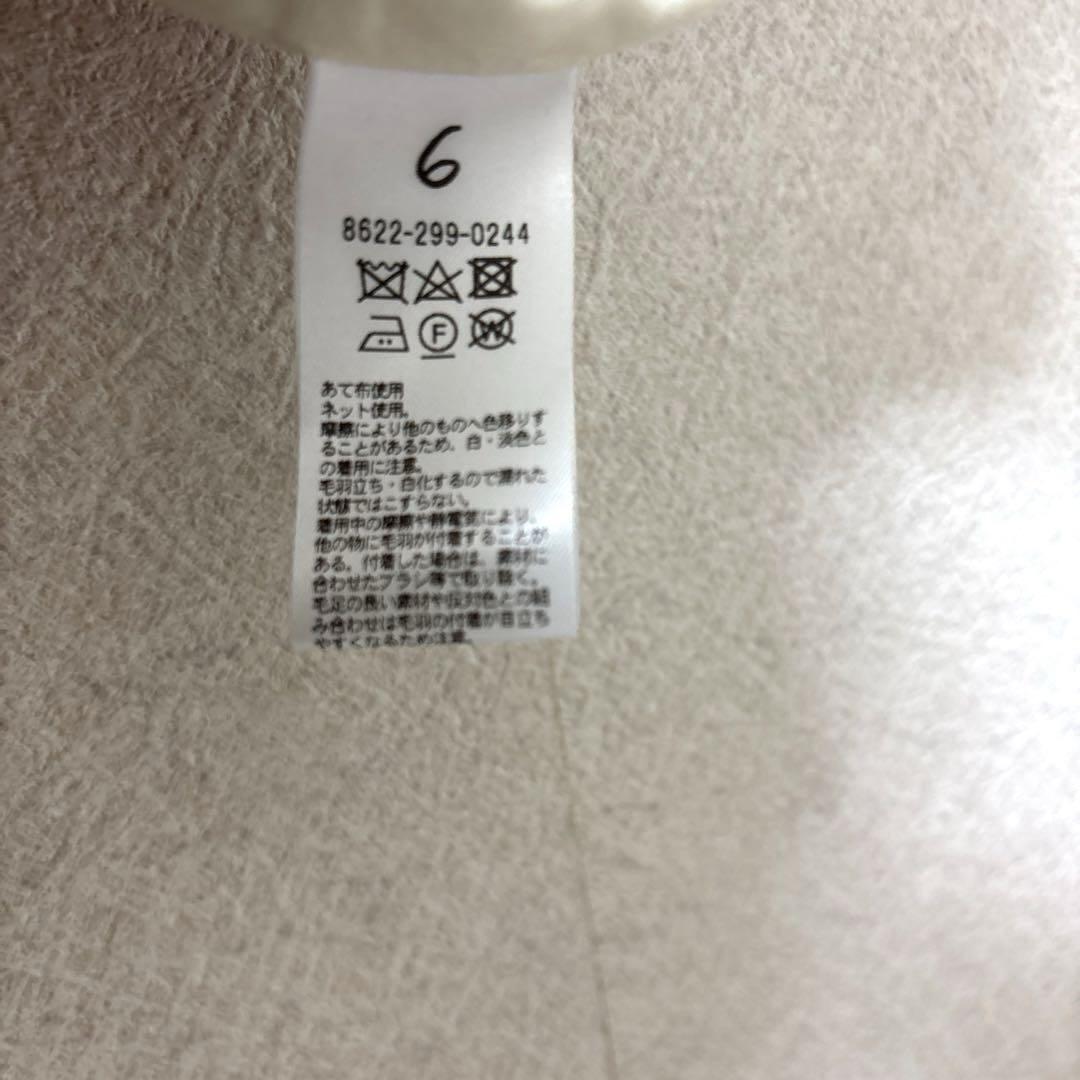 6
8622-299-0244
F
W
あて布使用
ネット使用。
摩擦により他のものへ色移りす
ることがあるため、白・淡色と
の着用に注意。
毛羽立ち・白化するので濡れた
状態ではこすらない。
着用中の摩擦や静電気により、
他の物に毛羽が付着することが
ある。付着した場合は、素材に
合わせたブラシ等で取り除く。
毛足の長い素材や反対色との組
み合わせは毛羽の付着が目立ち
やすくなるため注意。